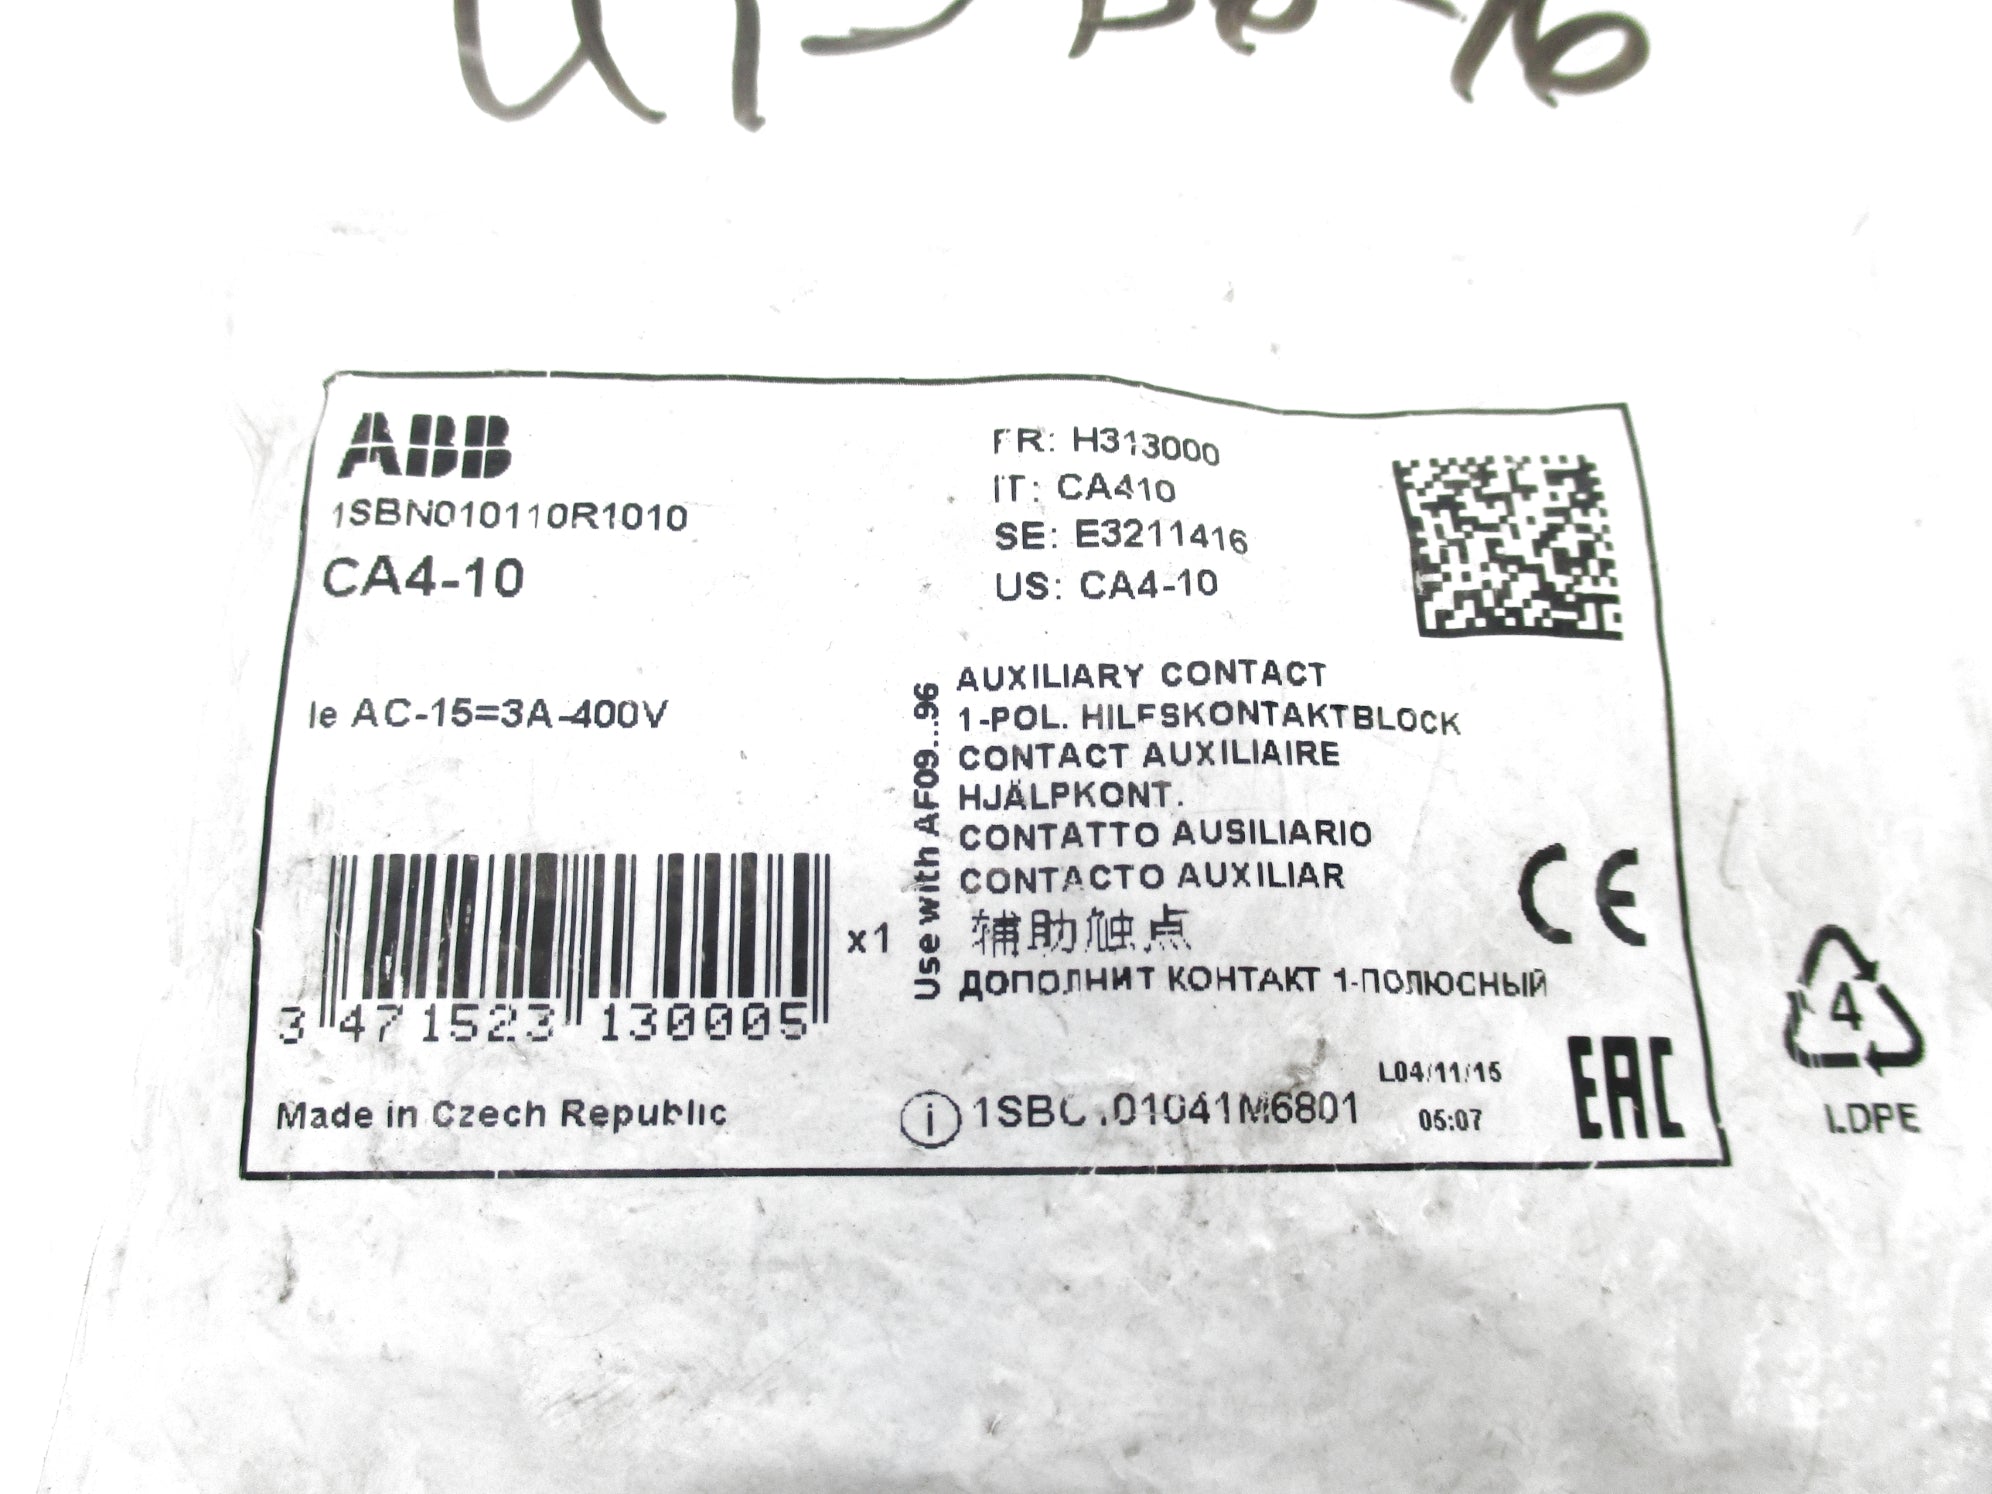 ABB
1SBN010110R1010
CA4-10
Ie AC-15=3A-400V
3 471523 130005
x1
Made in Czech Republic
FR: H313000
IT: CA410
SE: E3211416
US: CA4-10
Use with AF09...96
AUXILIARY CONTACT
1-POL. HILFSKONTAKTBLOCK
CONTACT AUXILIAIRE
HJÄLPKONT.
CONTATTO AUSILIARIO
CONTACTO AUXILIAR
辅助触点
ДОПОЛНИТ КОНТАКТ 1-ПОЛЮСНЫЙ
CE
i
L04/11/15
05:07
EAC
4
LDPE